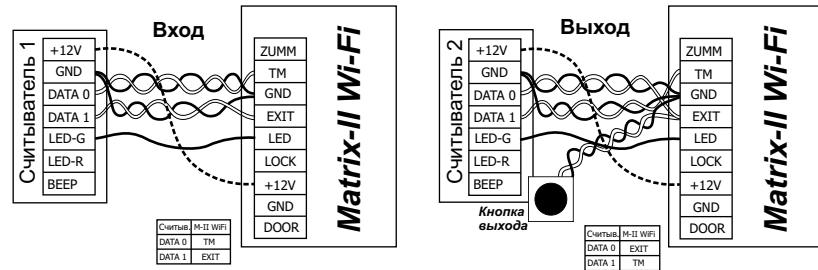 Вход
Считыватель 1
+12V
GND
DATA 0
DATA 1
LED-G
LED-R
BEEP
ZUMM
TM
GND
EXIT
LED
LOCK
+12V
GND
DOOR
Matrix-II Wi-Fi
Считыв. M-II WiFi
DATA 0 TM
DATA 1 EXIT
Выход
Считыватель 2
+12V
GND
DATA 0
DATA 1
LED-G
LED-R
BEEP
Кнопка
выхода
ZUMM
TM
GND
EXIT
LED
LOCK
+12V
GND
DOOR
Matrix-II Wi-Fi
Считыв. M-II WiFi
DATA 0 EXIT
DATA 1 TM